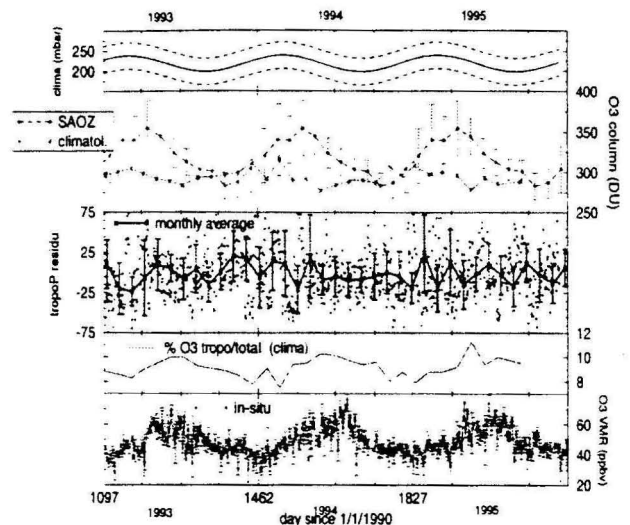 1993 1994 1995
clima (mbar)
250
200
SAOZ
climatol.
400
350
300
250
O3 column (DU)
75
25
-25
-75
tropoP residu
monthly average
% O3 tropo/total (clima)
12
10
8
in-situ
60
40
20
O3 VMR (ppbv)
1097 1462 1827
1993 1994 1995
day since 1/1/1990